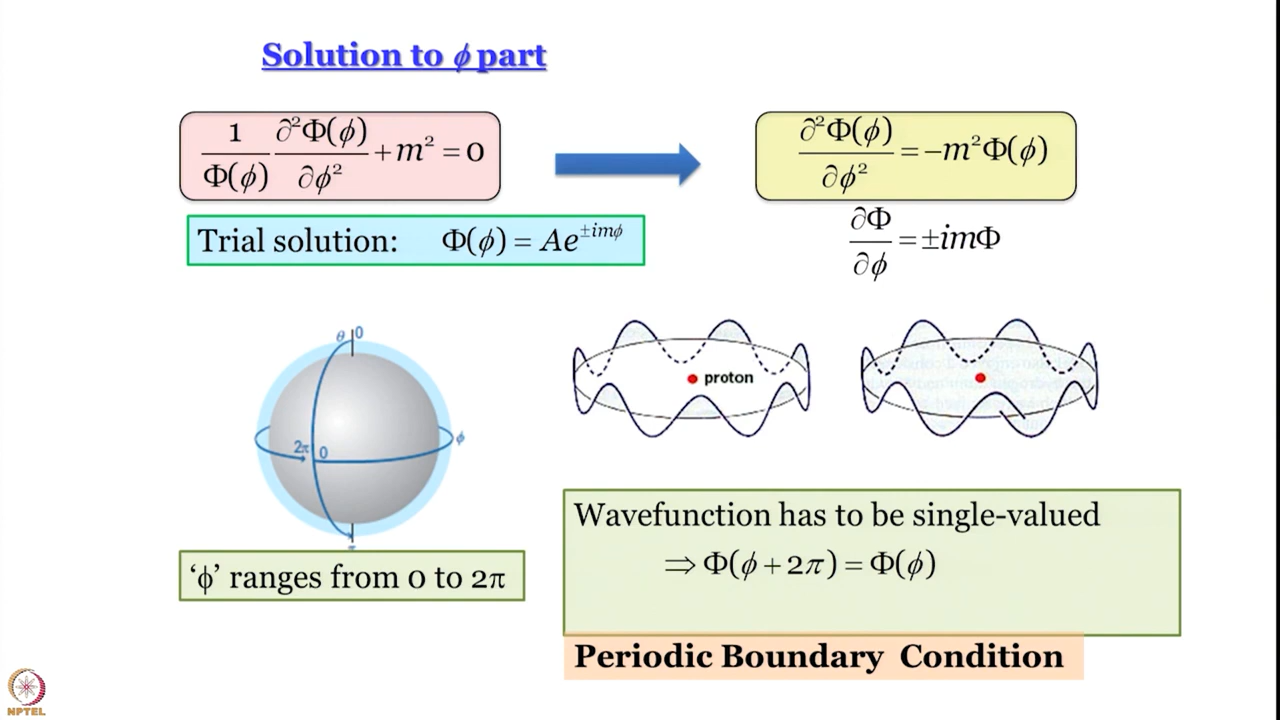 Solution to ϕ part
1/Φ(ϕ) ∂²Φ(ϕ)/∂ϕ² + m² = 0
∂²Φ(ϕ)/∂ϕ² = −m²Φ(ϕ)
Trial solution: Φ(ϕ) = Ae^{±imϕ}
∂Φ/∂ϕ = ±imΦ
θ 0
2π 0 ϕ
π
proton
'ϕ' ranges from 0 to 2π
Wavefunction has to be single-valued
⇒ Φ(ϕ + 2π) = Φ(ϕ)
Periodic Boundary Condition
NPTEL